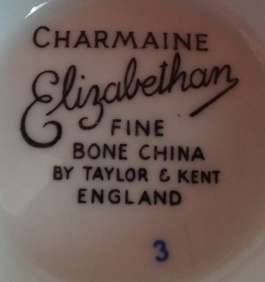 CHARMAINE
Elizabethan
FINE
BONE CHINA
BY TAYLOR & KENT
ENGLAND
3